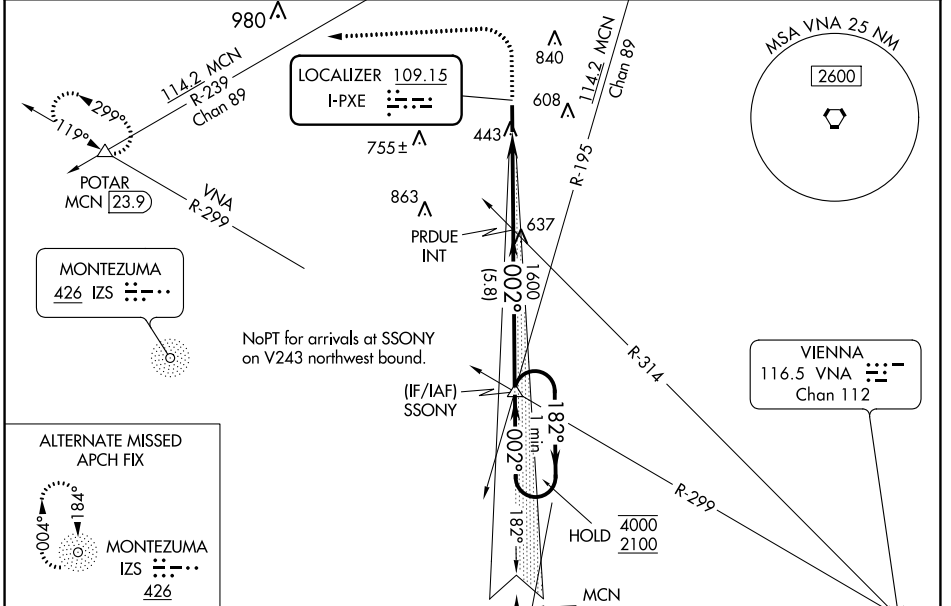 980
114.2 MCN
R-239
Chan 89
299°
119°
POTAR
MCN 23.9
VNA
R-299
LOCALIZER 109.15
I-PXE
840
608
443
755±
863
637
PRDUE
INT
114.2 MCN
Chan 89
R-195
MSA VNA 25 NM
2600
MONTEZUMA
426 IZS
NoPT for arrivals at SSONY
on V243 northwest bound.
1600
002°
(5.8)
(IF/IAF)
SSONY
R-314
VIENNA
116.5 VNA
Chan 112
182°
1 min
002°
182°
R-299
HOLD 4000
2100
MCN
ALTERNATE MISSED
APCH FIX
004°
184°
MONTEZUMA
IZS
426